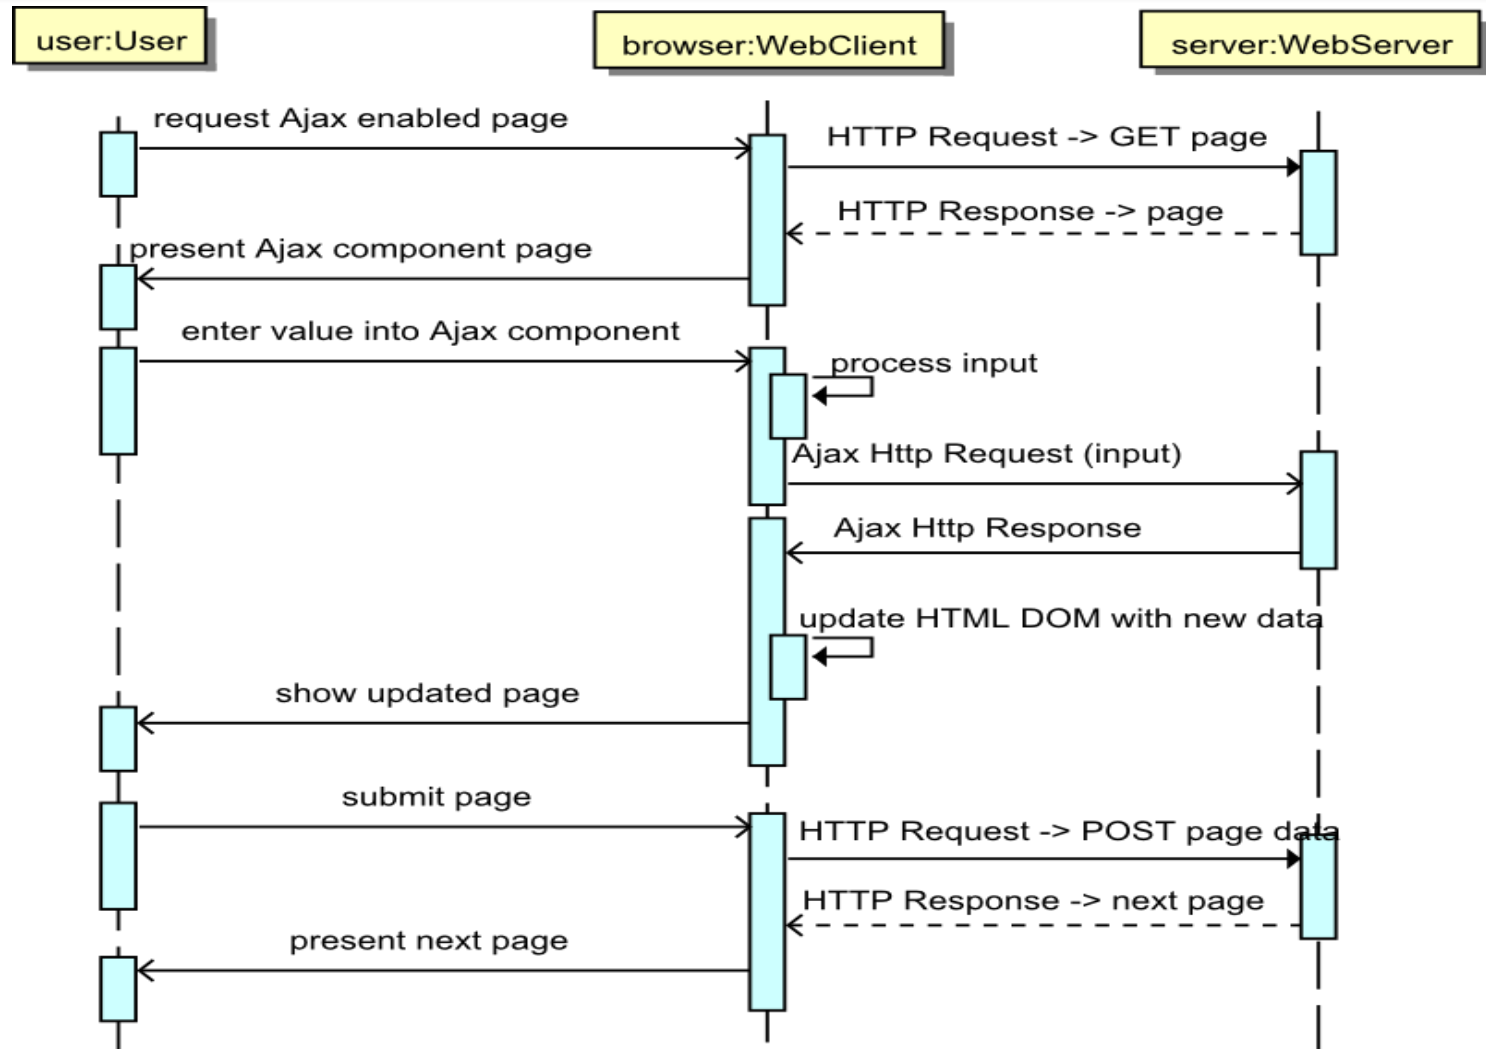 user:User
browser:WebClient
server:WebServer
request Ajax enabled page
HTTP Request -> GET page
HTTP Response -> page
present Ajax component page
enter value into Ajax component
process input
Ajax Http Request (input)
Ajax Http Response
update HTML DOM with new data
show updated page
submit page
HTTP Request -> POST page data
HTTP Response -> next page
present next page